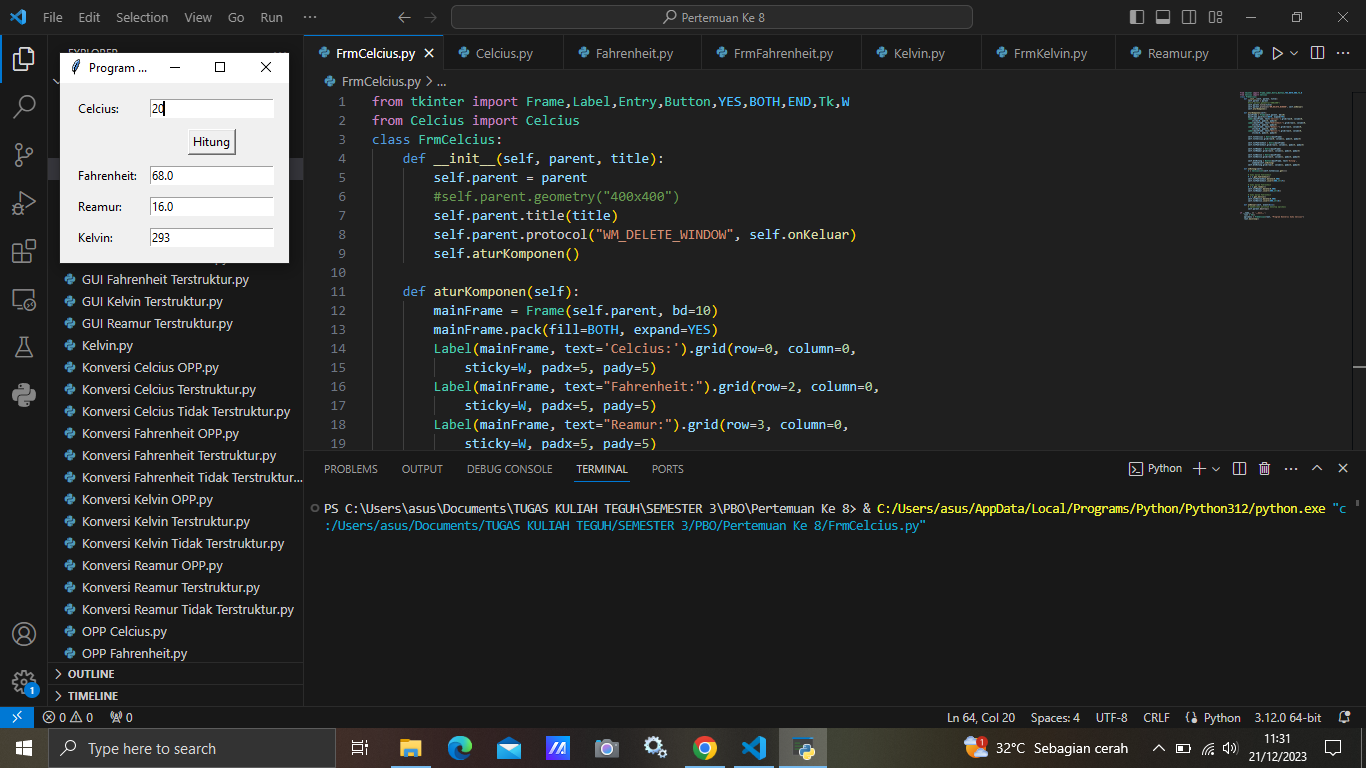 File Edit Selection View Go Run ···
Pertemuan Ke 8
EXPLORER
FrmCelcius.py
Celcius.py
Fahrenheit.py
FrmFahrenheit.py
Kelvin.py
FrmKelvin.py
Reamur.py
FrmCelcius.py > ...
Program ...
Celcius: 20
Hitung
Fahrenheit: 68.0
Reamur: 16.0
Kelvin: 293
GUI Fahrenheit Terstruktur.py
GUI Kelvin Terstruktur.py
GUI Reamur Terstruktur.py
Kelvin.py
Konversi Celcius OPP.py
Konversi Celcius Terstruktur.py
Konversi Celcius Tidak Terstruktur.py
Konversi Fahrenheit OPP.py
Konversi Fahrenheit Terstruktur.py
Konversi Fahrenheit Tidak Terstruktur...
Konversi Kelvin OPP.py
Konversi Kelvin Terstruktur.py
Konversi Kelvin Tidak Terstruktur.py
Konversi Reamur OPP.py
Konversi Reamur Terstruktur.py
Konversi Reamur Tidak Terstruktur.py
OPP Celcius.py
OPP Fahrenheit.py
OUTLINE
TIMELINE
1 from tkinter import Frame,Label,Entry,Button,YES,BOTH,END,Tk,W
2 from Celcius import Celcius
3 class FrmCelcius:
4 def __init__(self, parent, title):
5 self.parent = parent
6 #self.parent.geometry("400x400")
7 self.parent.title(title)
8 self.parent.protocol("WM_DELETE_WINDOW", self.onKeluar)
9 self.aturKomponen()
10
11 def aturKomponen(self):
12 mainFrame = Frame(self.parent, bd=10)
13 mainFrame.pack(fill=BOTH, expand=YES)
14 Label(mainFrame, text='Celcius:').grid(row=0, column=0,
15 sticky=W, padx=5, pady=5)
16 Label(mainFrame, text="Fahrenheit:").grid(row=2, column=0,
17 sticky=W, padx=5, pady=5)
18 Label(mainFrame, text="Reamur:").grid(row=3, column=0,
19 sticky=W, padx=5, pady=5)
PROBLEMS OUTPUT DEBUG CONSOLE TERMINAL PORTS
Python
PS C:\Users\asus\Documents\TUGAS KULIAH TEGUH\SEMESTER 3\PBO\Pertemuan Ke 8> & C:/Users/asus/AppData/Local/Programs/Python/Python312/python.exe "c
:/Users/asus/Documents/TUGAS KULIAH TEGUH/SEMESTER 3/PBO/Pertemuan Ke 8/FrmCelcius.py"
1
0 0 0
Ln 64, Col 20 Spaces: 4 UTF-8 CRLF Python 3.12.0 64-bit
Type here to search
1
32°C Sebagian cerah
11:31
21/12/2023